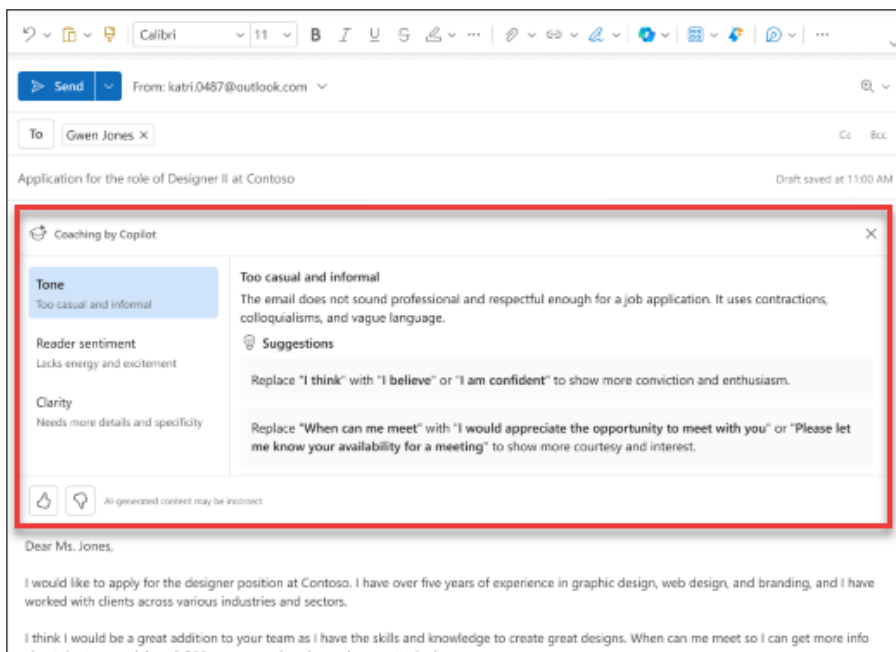 Calibri 11 B I U S
Send From: katri.0487@outlook.com
To Gwen Jones Cc Bcc
Application for the role of Designer II at Contoso Draft saved at 11:00 AM
Coaching by Copilot
Tone
Too casual and informal
Reader sentiment
Lacks energy and excitement
Clarity
Needs more details and specificity
Too casual and informal
The email does not sound professional and respectful enough for a job application. It uses contractions,
colloquialisms, and vague language.
Suggestions
Replace "I think" with "I believe" or "I am confident" to show more conviction and enthusiasm.
Replace "When can me meet" with "I would appreciate the opportunity to meet with you" or "Please let
me know your availability for a meeting" to show more courtesy and interest.
AI-generated content may be incorrect
Dear Ms. Jones,
I would like to apply for the designer position at Contoso. I have over five years of experience in graphic design, web design, and branding, and I have
worked with clients across various industries and sectors.
I think I would be a great addition to your team as I have the skills and knowledge to create great designs. When can me meet so I can get more info